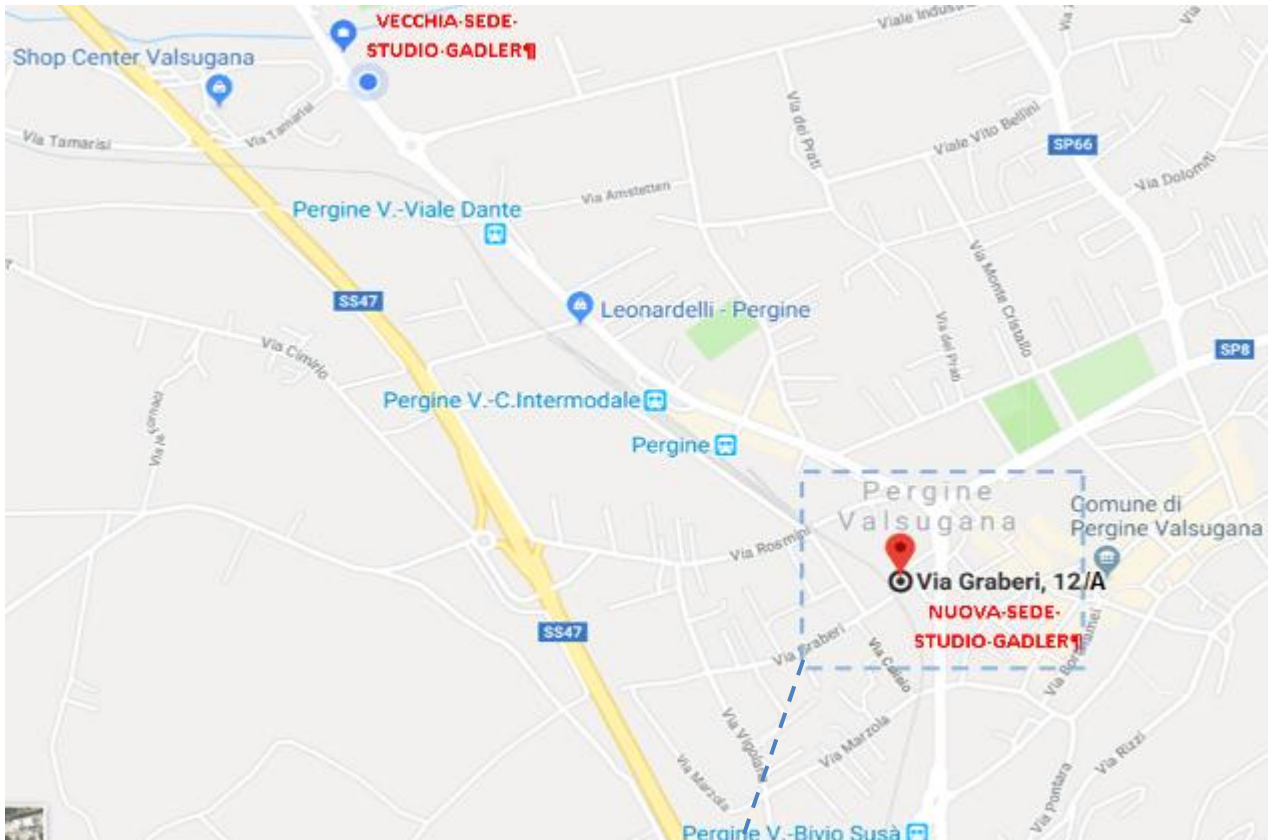 VECCHIA·SEDE·
STUDIO·GADLER¶
Viale Indus
Shop Center Valsugana
Via Tamarisi
Via Tamarisi
Via dei Prati
Viale Vito Bellini
SP66
Via Dolomiti
Via Amstetten
Pergine V.-Viale Dante
Via Monte Cristallo
SS47
Leonardelli - Pergine
Via dei Prati
Via Cimirlo
SP8
Pergine V.-C.Intermodale
Via le Fornaci
Pergine
Pergine
Valsugana
Comune di
Pergine Valsugana
Via Rosmini
Via Graberi, 12/A
NUOVA·SEDE·
STUDIO·GADLER¶
SS47
Via Graberi
Via Caldo
Via Marzola
Via Rizzi
Via Marzola
Via Pontara
Pergine V.-Bivio Susà